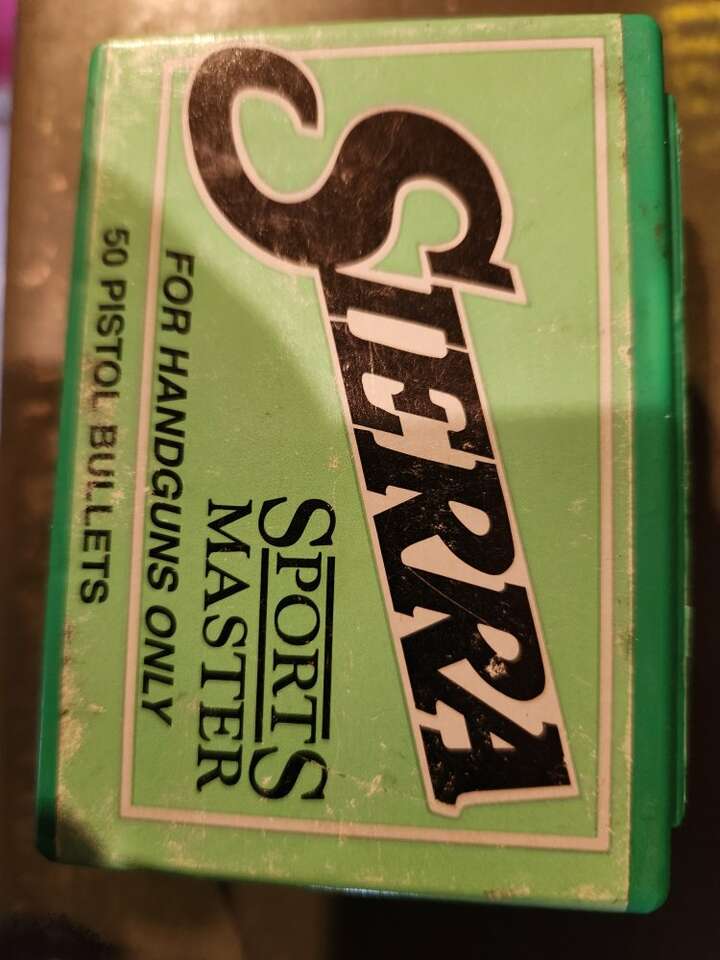 SIERRA
SPORTS
MASTER
FOR HANDGUNS ONLY
50 PISTOL BULLETS